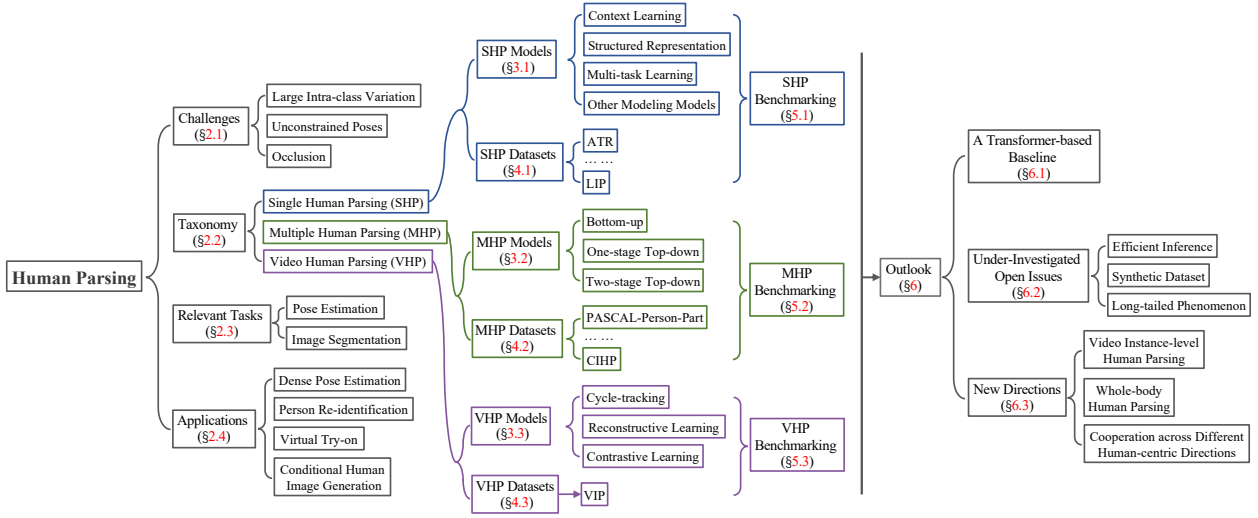 Human Parsing
Challenges
(§2.1)
Large Intra-class Variation
Unconstrained Poses
Occlusion
Taxonomy
(§2.2)
Single Human Parsing (SHP)
Multiple Human Parsing (MHP)
Video Human Parsing (VHP)
Relevant Tasks
(§2.3)
Pose Estimation
Image Segmentation
Applications
(§2.4)
Dense Pose Estimation
Person Re-identification
Virtual Try-on
Conditional Human
Image Generation
SHP Models
(§3.1)
Context Learning
Structured Representation
Multi-task Learning
Other Modeling Models
SHP Datasets
(§4.1)
ATR
... ...
LIP
SHP
Benchmarking
(§5.1)
MHP Models
(§3.2)
Bottom-up
One-stage Top-down
Two-stage Top-down
MHP Datasets
(§4.2)
PASCAL-Person-Part
... ...
CIHP
MHP
Benchmarking
(§5.2)
VHP Models
(§3.3)
Cycle-tracking
Reconstructive Learning
Contrastive Learning
VHP Datasets
(§4.3)
VIP
VHP
Benchmarking
(§5.3)
Outlook
(§6)
A Transformer-based
Baseline
(§6.1)
Under-Investigated
Open Issues
(§6.2)
Efficient Inference
Synthetic Dataset
Long-tailed Phenomenon
New Directions
(§6.3)
Video Instance-level
Human Parsing
Whole-body
Human Parsing
Cooperation across Different
Human-centric Directions